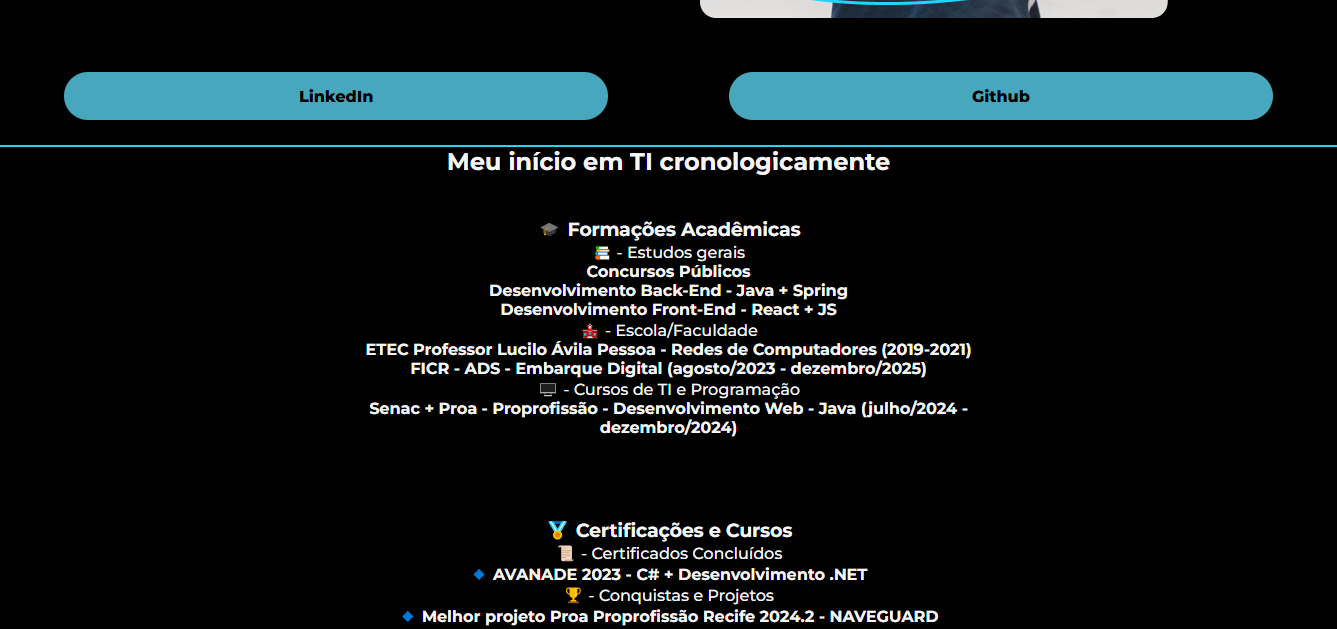 LinkedIn
Github
Meu início em TI cronologicamente
🎓 Formações Acadêmicas
📚 - Estudos gerais
Concursos Públicos
Desenvolvimento Back-End - Java + Spring
Desenvolvimento Front-End - React + JS
🏫 - Escola/Faculdade
ETEC Professor Lucilo Ávila Pessoa - Redes de Computadores (2019-2021)
FICR - ADS - Embarque Digital (agosto/2023 - dezembro/2025)
🖥️ - Cursos de TI e Programação
Senac + Proa - Proprofissão - Desenvolvimento Web - Java (julho/2024 -
dezembro/2024)
🏅 Certificações e Cursos
📜 - Certificados Concluídos
🔹 AVANADE 2023 - C# + Desenvolvimento .NET
🏆 - Conquistas e Projetos
🔹 Melhor projeto Proa Proprofissão Recife 2024.2 - NAVEGUARD